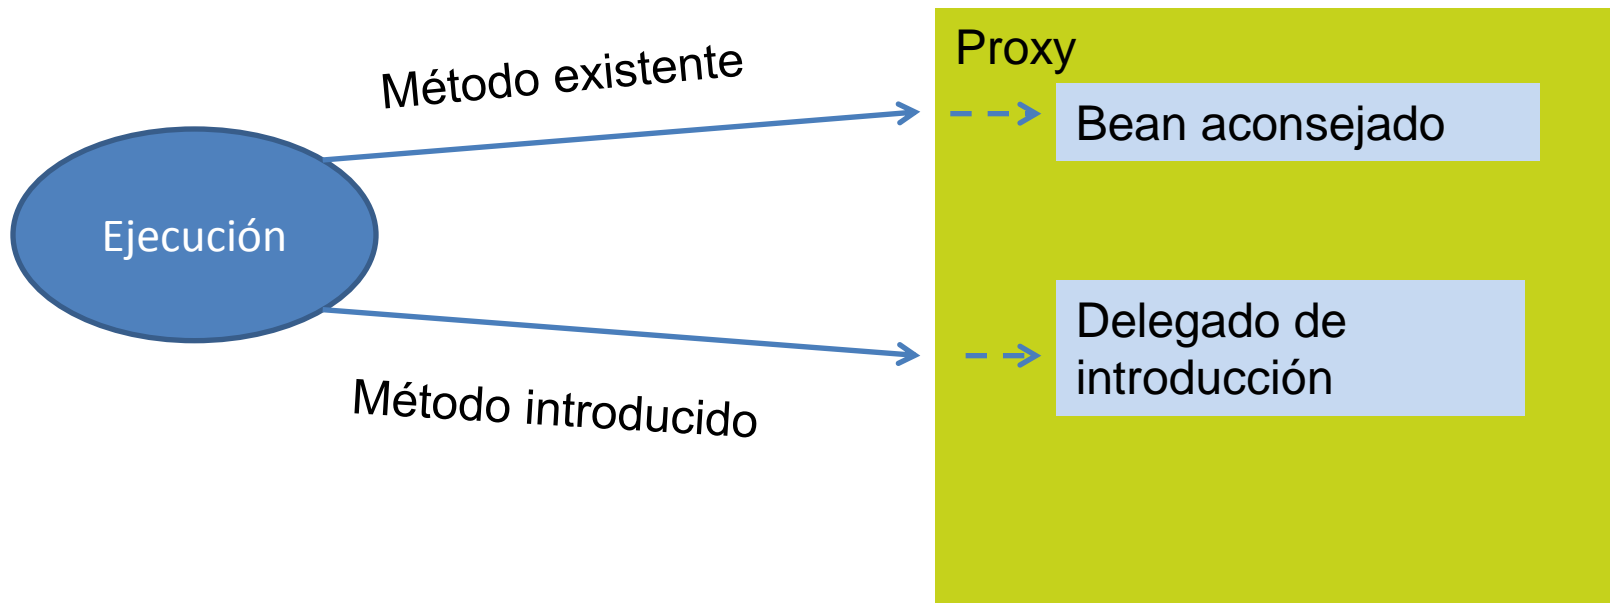 Proxy
Método existente
Bean aconsejado
Ejecución
Delegado de
introducción
Método introducido